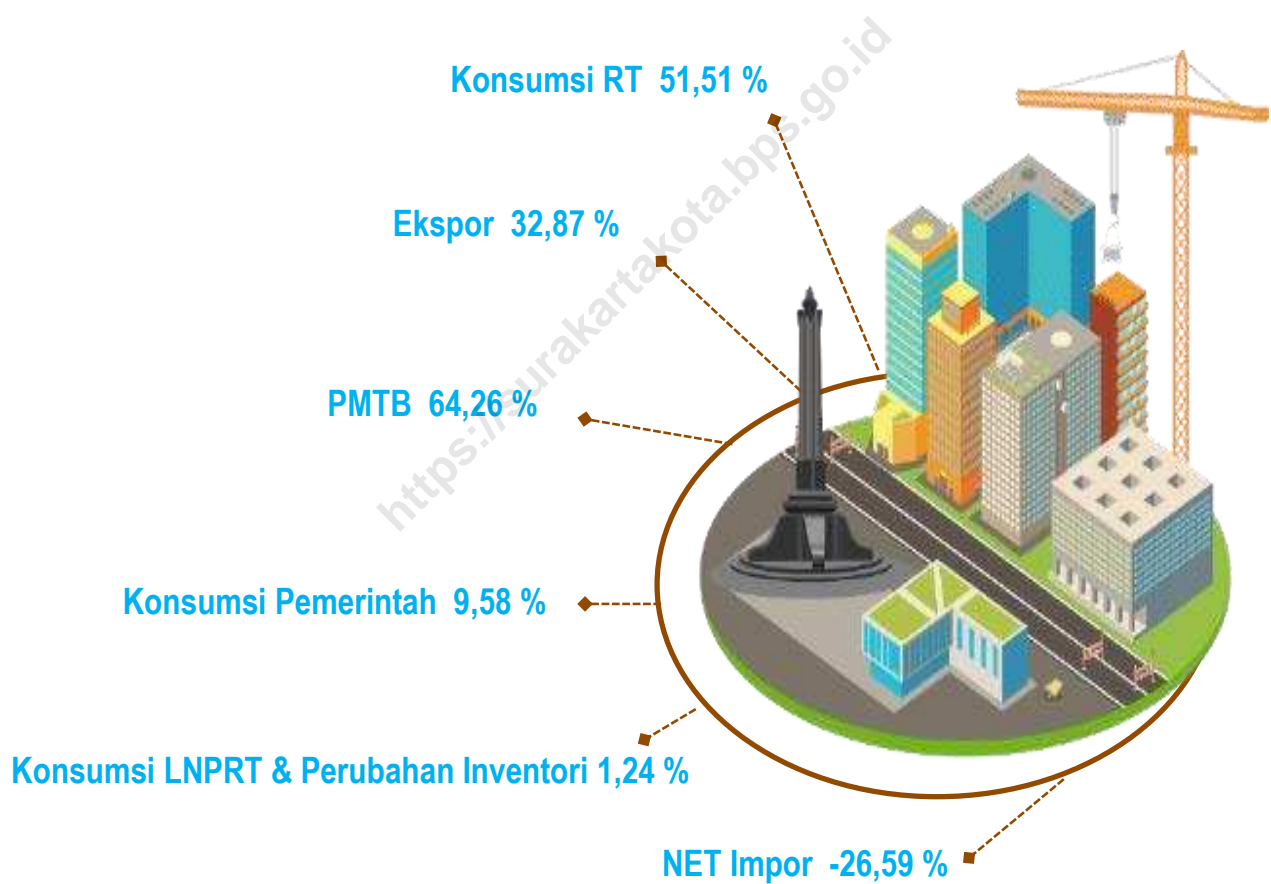 Konsumsi RT 51,51 %
Ekspor 32,87 %
PMTB 64,26 %
Konsumsi Pemerintah 9,58 %
Konsumsi LNPRT & Perubahan Inventori 1,24 %
NET Impor -26,59 %
https://surakartakota.bps.go.id